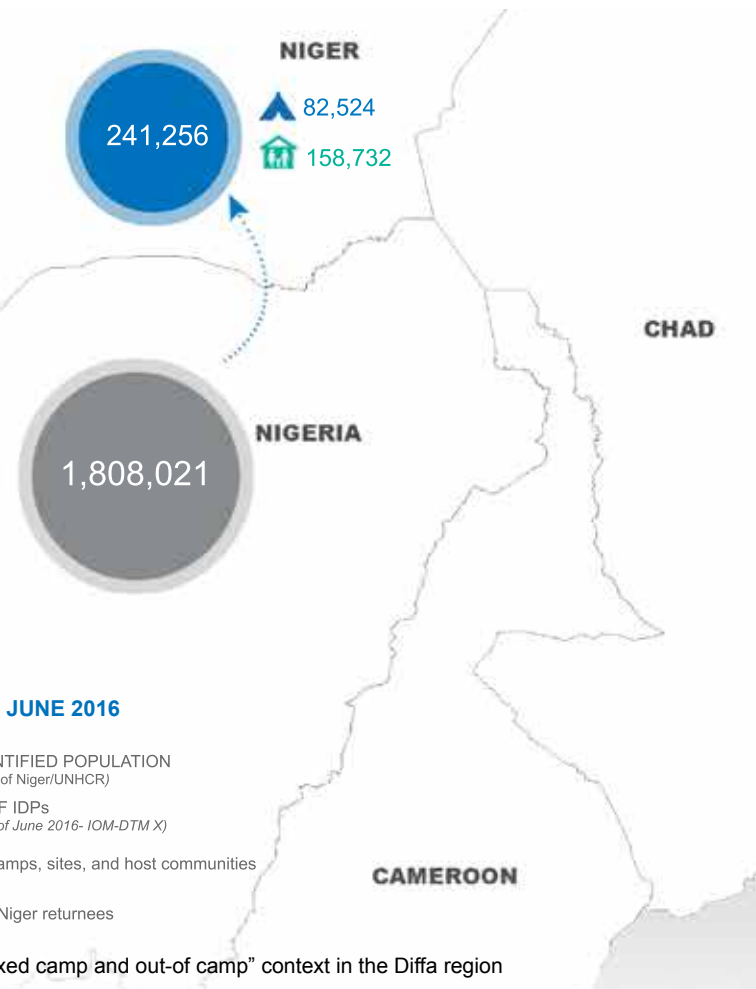 NIGER
82,524
241,256
158,732
CHAD
NIGERIA
1,808,021
JUNE 2016
NTIFIED POPULATION
of Niger/UNHCR)
F IDPs
of June 2016- IOM-DTM X)
amps, sites, and host communities
CAMEROON
Niger returnees
xed camp and out-of camp” context in the Diffa region